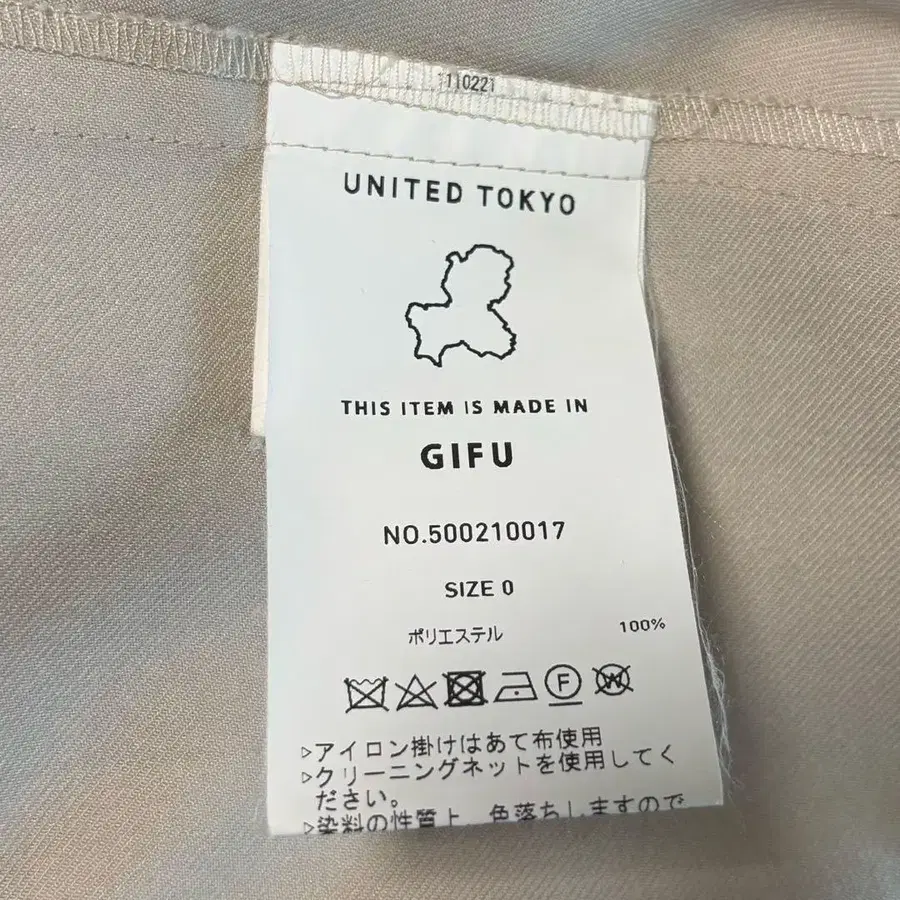 110221
UNITED TOKYO
THIS ITEM IS MADE IN
GIFU
NO.500210017
SIZE 0
ポリエステル 100%
F W
▷アイロン掛けはあて布使用
▷クリーニングネットを使用してく
ださい。
▷染料の性質上、色落ちしますので